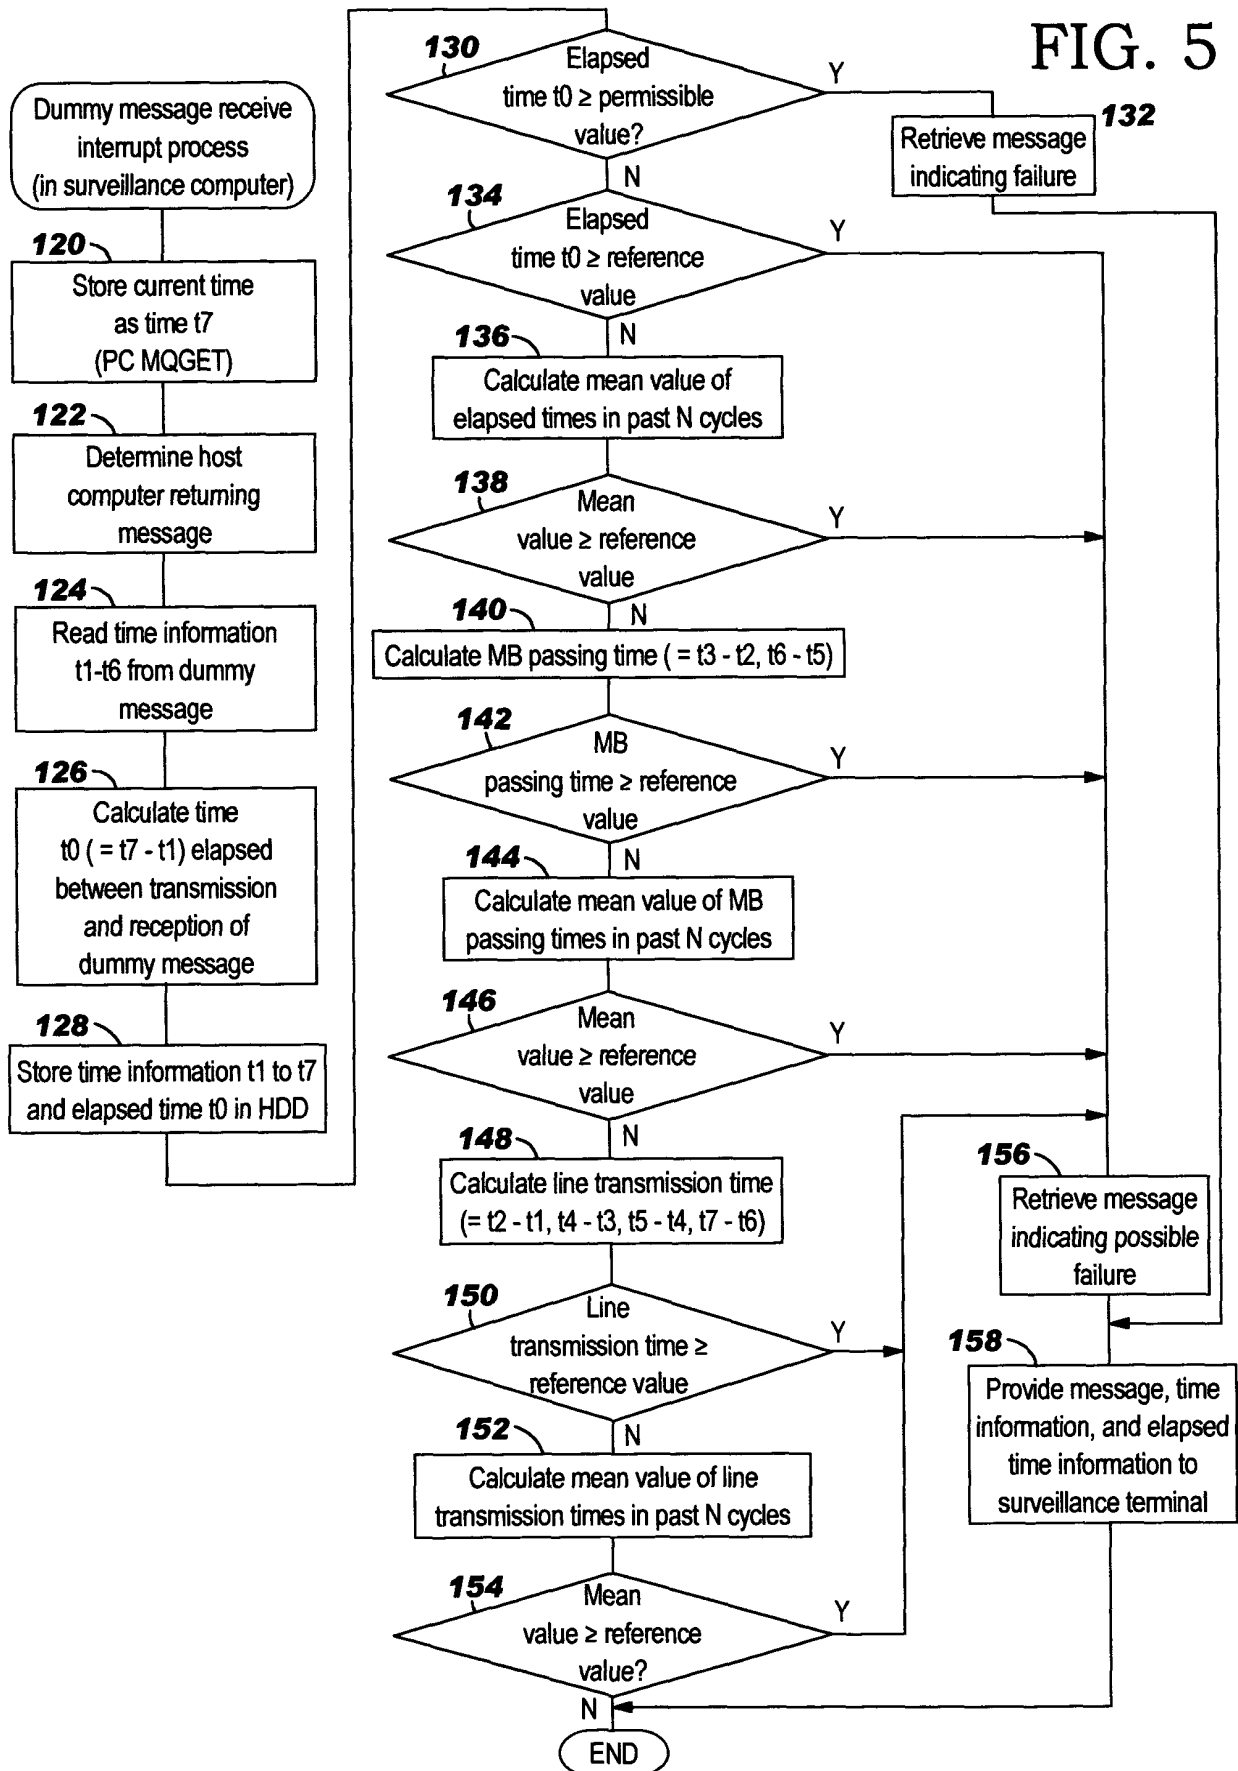 FIG. 5
Dummy message receive
interrupt process
(in surveillance computer)
120
Store current time
as time t7
(PC MQGET)
122
Determine host
computer returning
message
124
Read time information
t1-t6 from dummy
message
126
Calculate time
t0 ( = t7 - t1) elapsed
between transmission
and reception of
dummy message
128
Store time information t1 to t7
and elapsed time t0 in HDD
130
Elapsed
time t0 ≥ permissible
value?
Y
N
132
Retrieve message
indicating failure
134
Elapsed
time t0 ≥ reference
value
Y
N
136
Calculate mean value of
elapsed times in past N cycles
138
Mean
value ≥ reference
value
Y
N
140
Calculate MB passing time ( = t3 - t2, t6 - t5)
142
MB
passing time ≥ reference
value
Y
N
144
Calculate mean value of MB
passing times in past N cycles
146
Mean
value ≥ reference
value
Y
N
148
Calculate line transmission time
(= t2 - t1, t4 - t3, t5 - t4, t7 - t6)
150
Line
transmission time ≥
reference value
Y
N
152
Calculate mean value of line
transmission times in past N cycles
154
Mean
value ≥ reference
value?
Y
N
156
Retrieve message
indicating possible
failure
158
Provide message, time
information, and elapsed
time information to
surveillance terminal
END